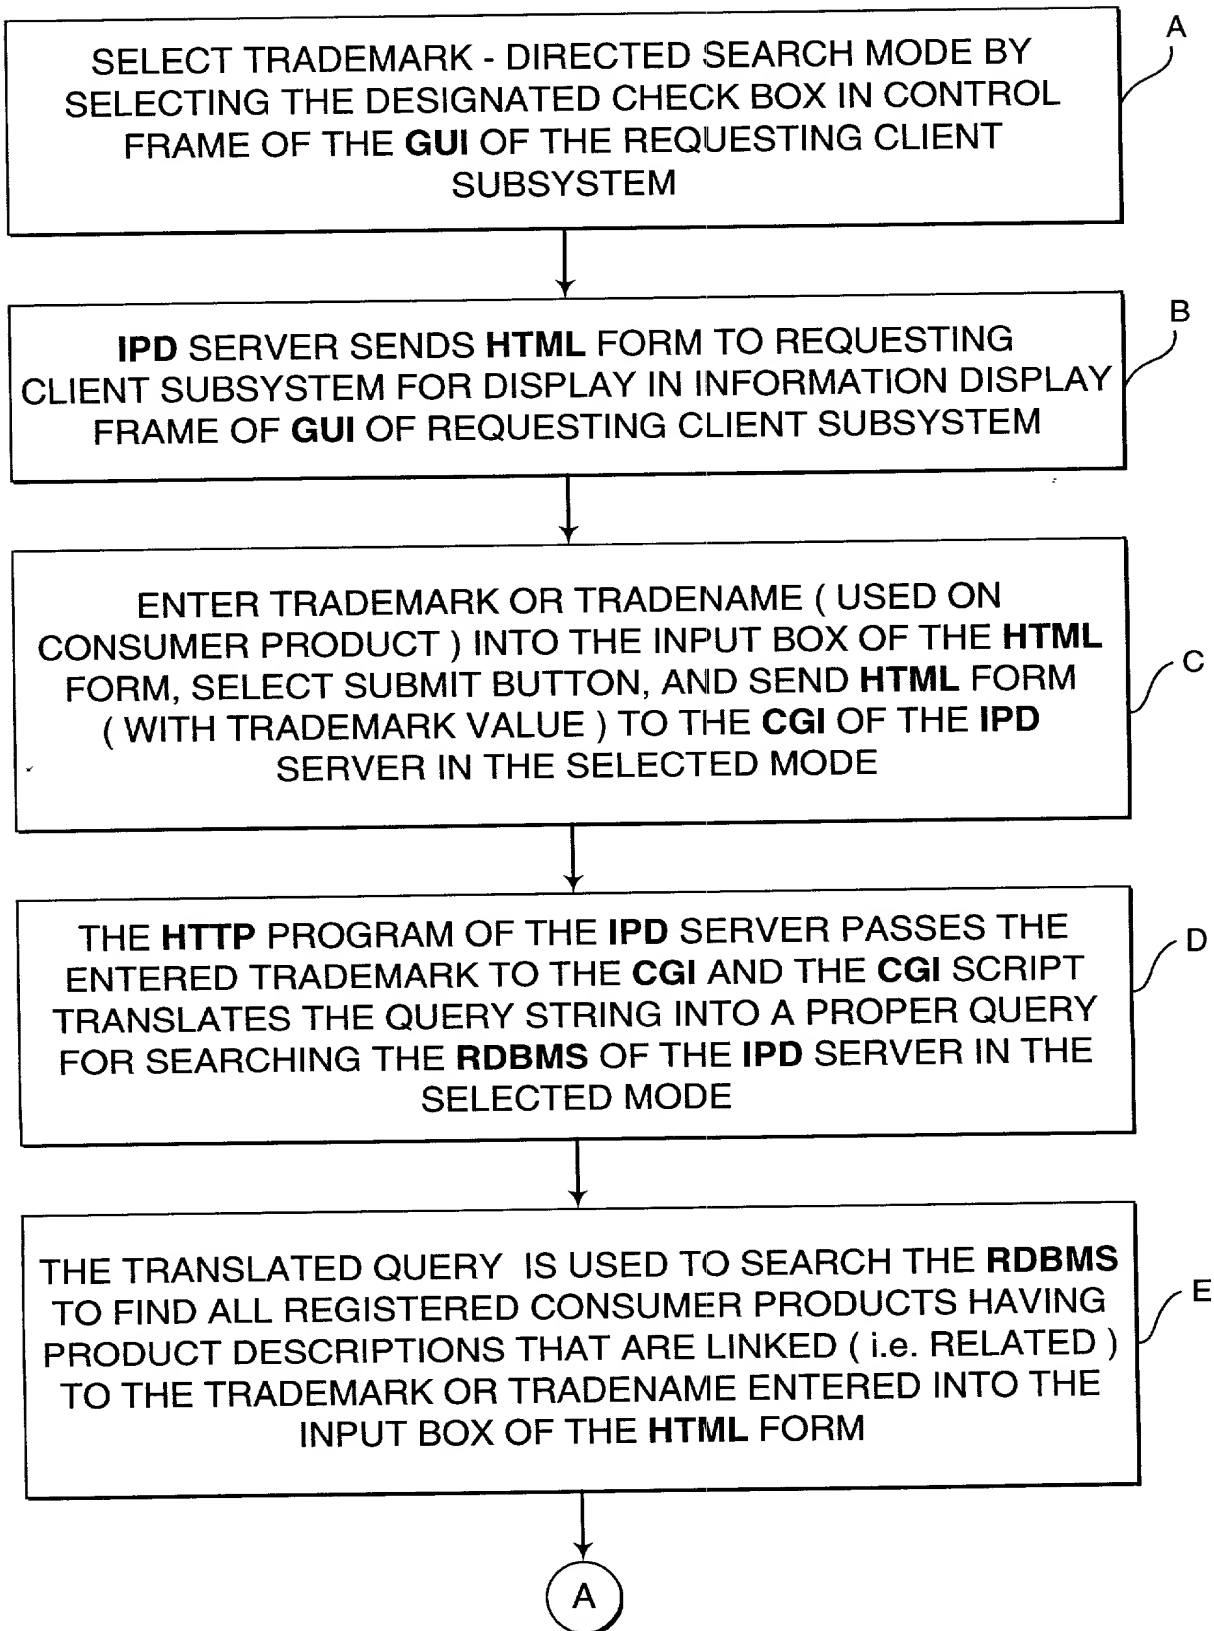 A
SELECT TRADEMARK - DIRECTED SEARCH MODE BY
SELECTING THE DESIGNATED CHECK BOX IN CONTROL
FRAME OF THE GUI OF THE REQUESTING CLIENT
SUBSYSTEM
B
IPD SERVER SENDS HTML FORM TO REQUESTING
CLIENT SUBSYSTEM FOR DISPLAY IN INFORMATION DISPLAY
FRAME OF GUI OF REQUESTING CLIENT SUBSYSTEM
ENTER TRADEMARK OR TRADENAME ( USED ON
CONSUMER PRODUCT ) INTO THE INPUT BOX OF THE HTML
FORM, SELECT SUBMIT BUTTON, AND SEND HTML FORM
( WITH TRADEMARK VALUE ) TO THE CGI OF THE IPD
SERVER IN THE SELECTED MODE
C
THE HTTP PROGRAM OF THE IPD SERVER PASSES THE
ENTERED TRADEMARK TO THE CGI AND THE CGI SCRIPT
TRANSLATES THE QUERY STRING INTO A PROPER QUERY
FOR SEARCHING THE RDBMS OF THE IPD SERVER IN THE
SELECTED MODE
D
THE TRANSLATED QUERY IS USED TO SEARCH THE RDBMS
TO FIND ALL REGISTERED CONSUMER PRODUCTS HAVING
PRODUCT DESCRIPTIONS THAT ARE LINKED ( i.e. RELATED )
TO THE TRADEMARK OR TRADENAME ENTERED INTO THE
INPUT BOX OF THE HTML FORM
E
A